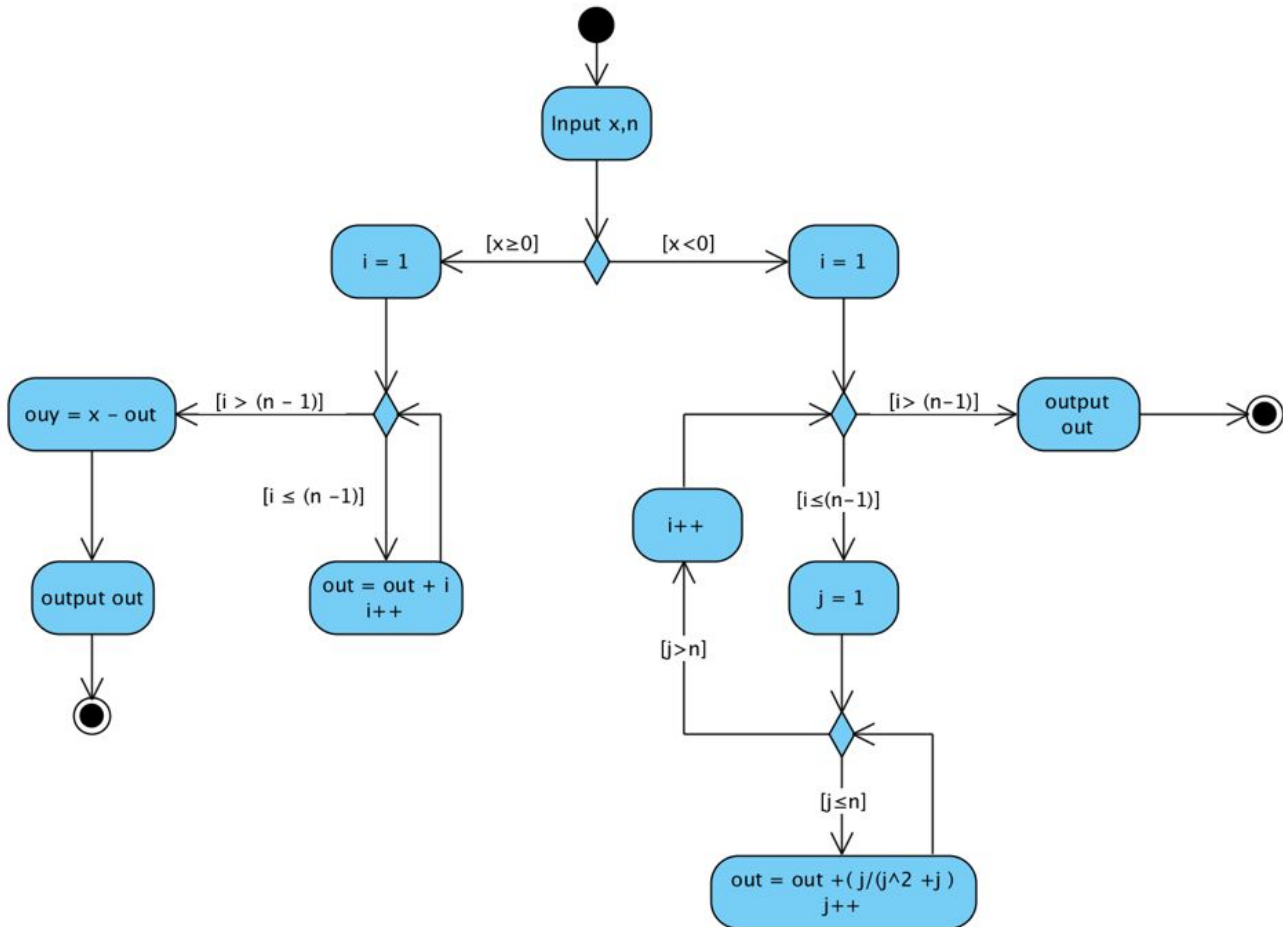 Input x,n
[x≥0]
[x<0]
i = 1
i = 1
ouy = x – out
[i > (n – 1)]
[i> (n–1)]
output
out
[i ≤ (n –1)]
[i≤(n–1)]
i++
output out
out = out + i
i++
j = 1
[j>n]
[j≤n]
out = out +( j/(j^2 +j )
j++